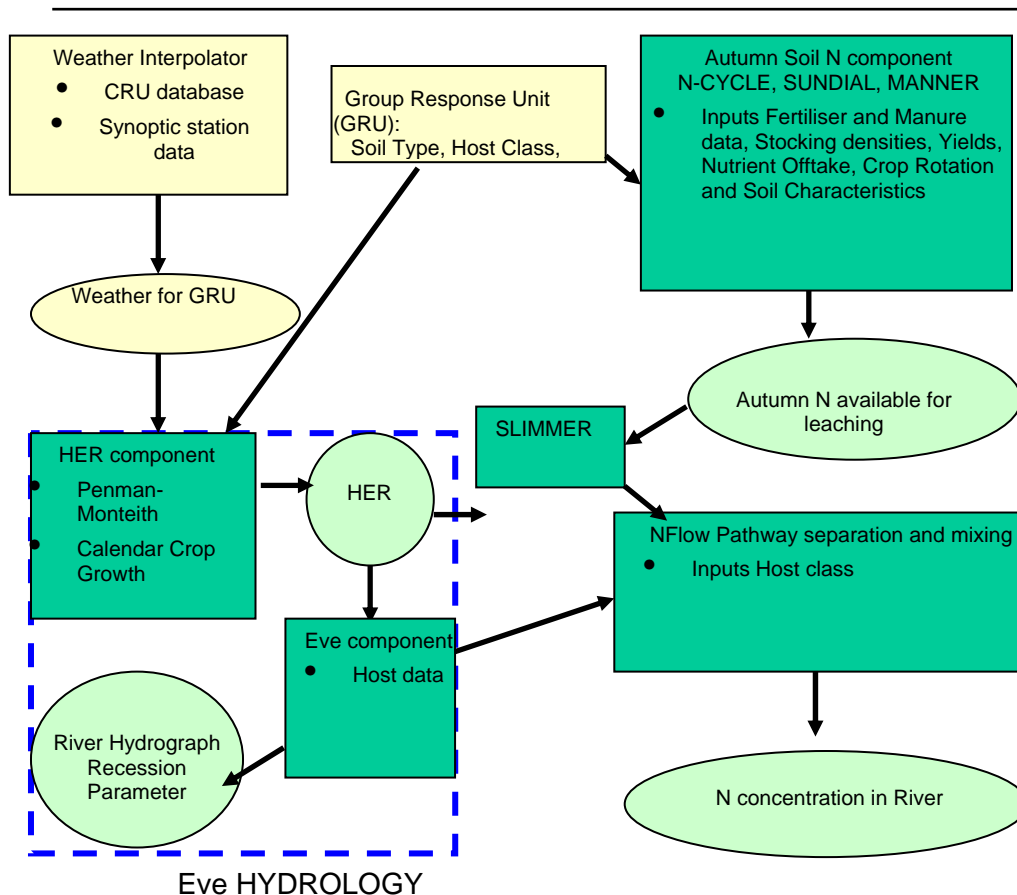 Weather Interpolator
• CRU database
• Synoptic station
data
Group Response Unit
(GRU):
Soil Type, Host Class,
Autumn Soil N component
N-CYCLE, SUNDIAL, MANNER
• Inputs Fertiliser and Manure
data, Stocking densities, Yields,
Nutrient Offtake, Crop Rotation
and Soil Characteristics
Weather for GRU
Autumn N available for
leaching
SLIMMER
HER component
• Penman-
Monteith
• Calendar Crop
Growth
HER
NFlow Pathway separation and mixing
• Inputs Host class
Eve component
• Host data
River Hydrograph
Recession
Parameter
N concentration in River
Eve HYDROLOGY